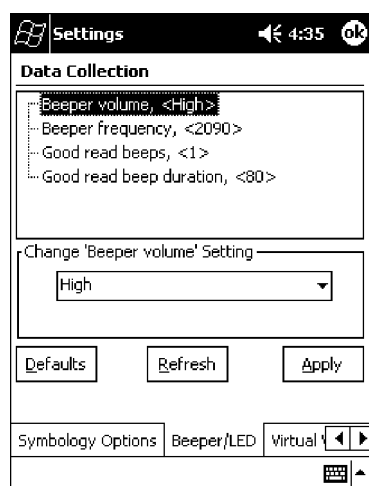 Settings 4:35 ok
Data Collection
Beeper volume, <High>
Beeper frequency, <2090>
Good read beeps, <1>
Good read beep duration, <80>
Change 'Beeper volume' Setting
High
Defaults Refresh Apply
Symbology Options Beeper/LED Virtual